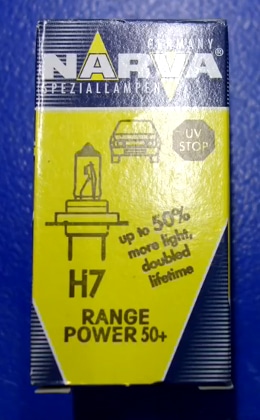 GERMANY
NARVA®
SPEZIALLAMPEN
UV
STOP
up to 50%
more light,
doubled
lifetime
H7
RANGE
POWER 50+